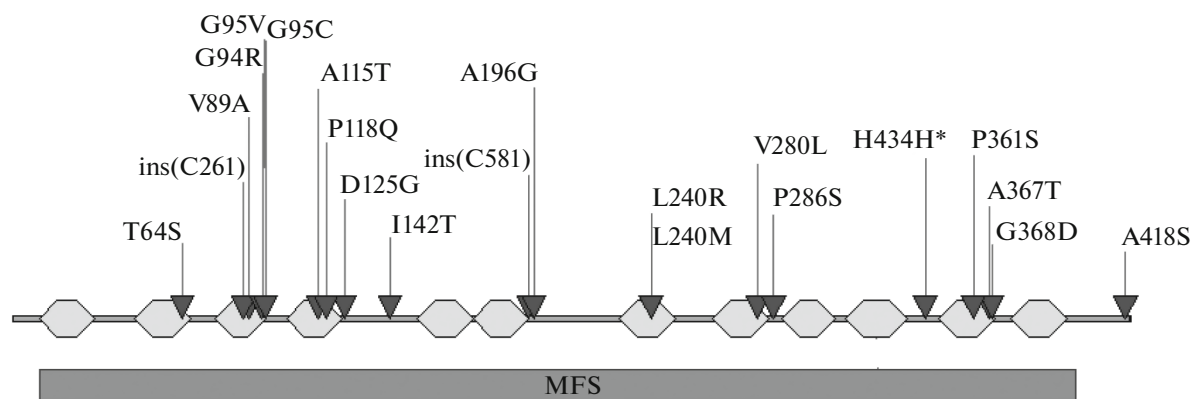 G95V G95C
G94R
A115T
A196G
V89A
P118Q
V280L
H434H*
P361S
ins(C261)
ins(C581)
D125G
L240R
P286S
A367T
T64S
I142T
L240M
G368D
A418S
MFS